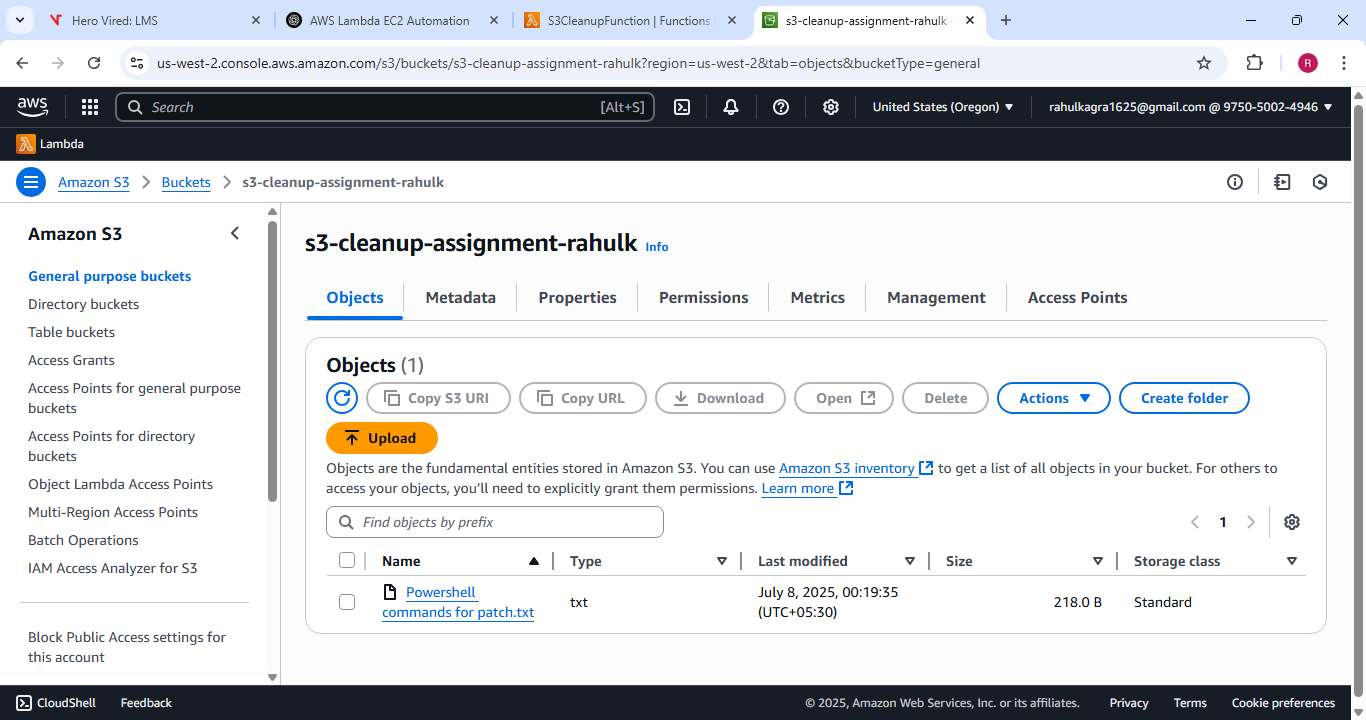 Hero Vired: LMS
AWS Lambda EC2 Automation
S3CleanupFunction | Functions
s3-cleanup-assignment-rahulk
us-west-2.console.aws.amazon.com/s3/buckets/s3-cleanup-assignment-rahulk?region=us-west-2&tab=objects&bucketType=general
R
aws
Search
[Alt+S]
United States (Oregon)
rahulkagra1625@gmail.com @ 9750-5002-4946
Lambda
Amazon S3
Buckets
s3-cleanup-assignment-rahulk
Amazon S3
General purpose buckets
Directory buckets
Table buckets
Access Grants
Access Points for general purpose
buckets
Access Points for directory
buckets
Object Lambda Access Points
Multi-Region Access Points
Batch Operations
IAM Access Analyzer for S3
Block Public Access settings for
this account
s3-cleanup-assignment-rahulk Info
Objects
Metadata
Properties
Permissions
Metrics
Management
Access Points
Objects (1)
Copy S3 URI
Copy URL
Download
Open
Delete
Actions
Create folder
Upload
Objects are the fundamental entities stored in Amazon S3. You can use Amazon S3 inventory to get a list of all objects in your bucket. For others to
access your objects, you’ll need to explicitly grant them permissions. Learn more
Find objects by prefix
1
Name
Type
Last modified
Size
Storage class
Powershell
commands for patch.txt
txt
July 8, 2025, 00:19:35
(UTC+05:30)
218.0 B
Standard
CloudShell
Feedback
© 2025, Amazon Web Services, Inc. or its affiliates.
Privacy
Terms
Cookie preferences